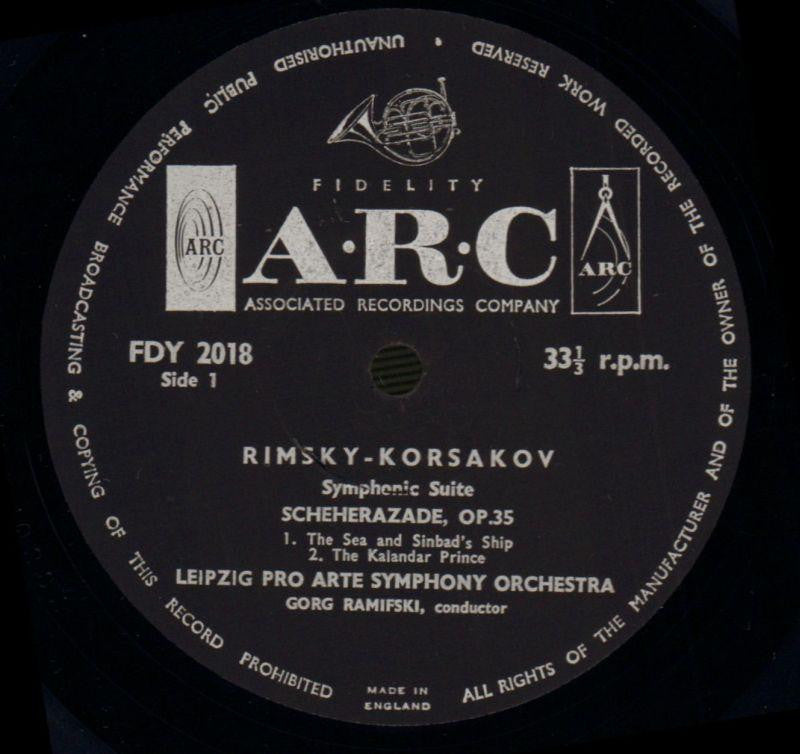 FIDELITY
ARC
A·R·C
ARC
ASSOCIATED RECORDINGS COMPANY
FDY 2018
Side 1
33⅓ r.p.m.
RIMSKY-KORSAKOV
Symphonic Suite
SCHEHERAZADE, OP.35
1. The Sea and Sinbad's Ship
2. The Kalandar Prince
LEIPZIG PRO ARTE SYMPHONY ORCHESTRA
GORG RAMIFSKI, conductor
MADE IN
ENGLAND
ALL RIGHTS OF THE MANUFACTURER AND OF THE OWNER OF THE RECORDED WORK RESERVED · UNAUTHORISED PUBLIC PERFORMANCE BROADCASTING & COPYING OF THIS RECORD PROHIBITED